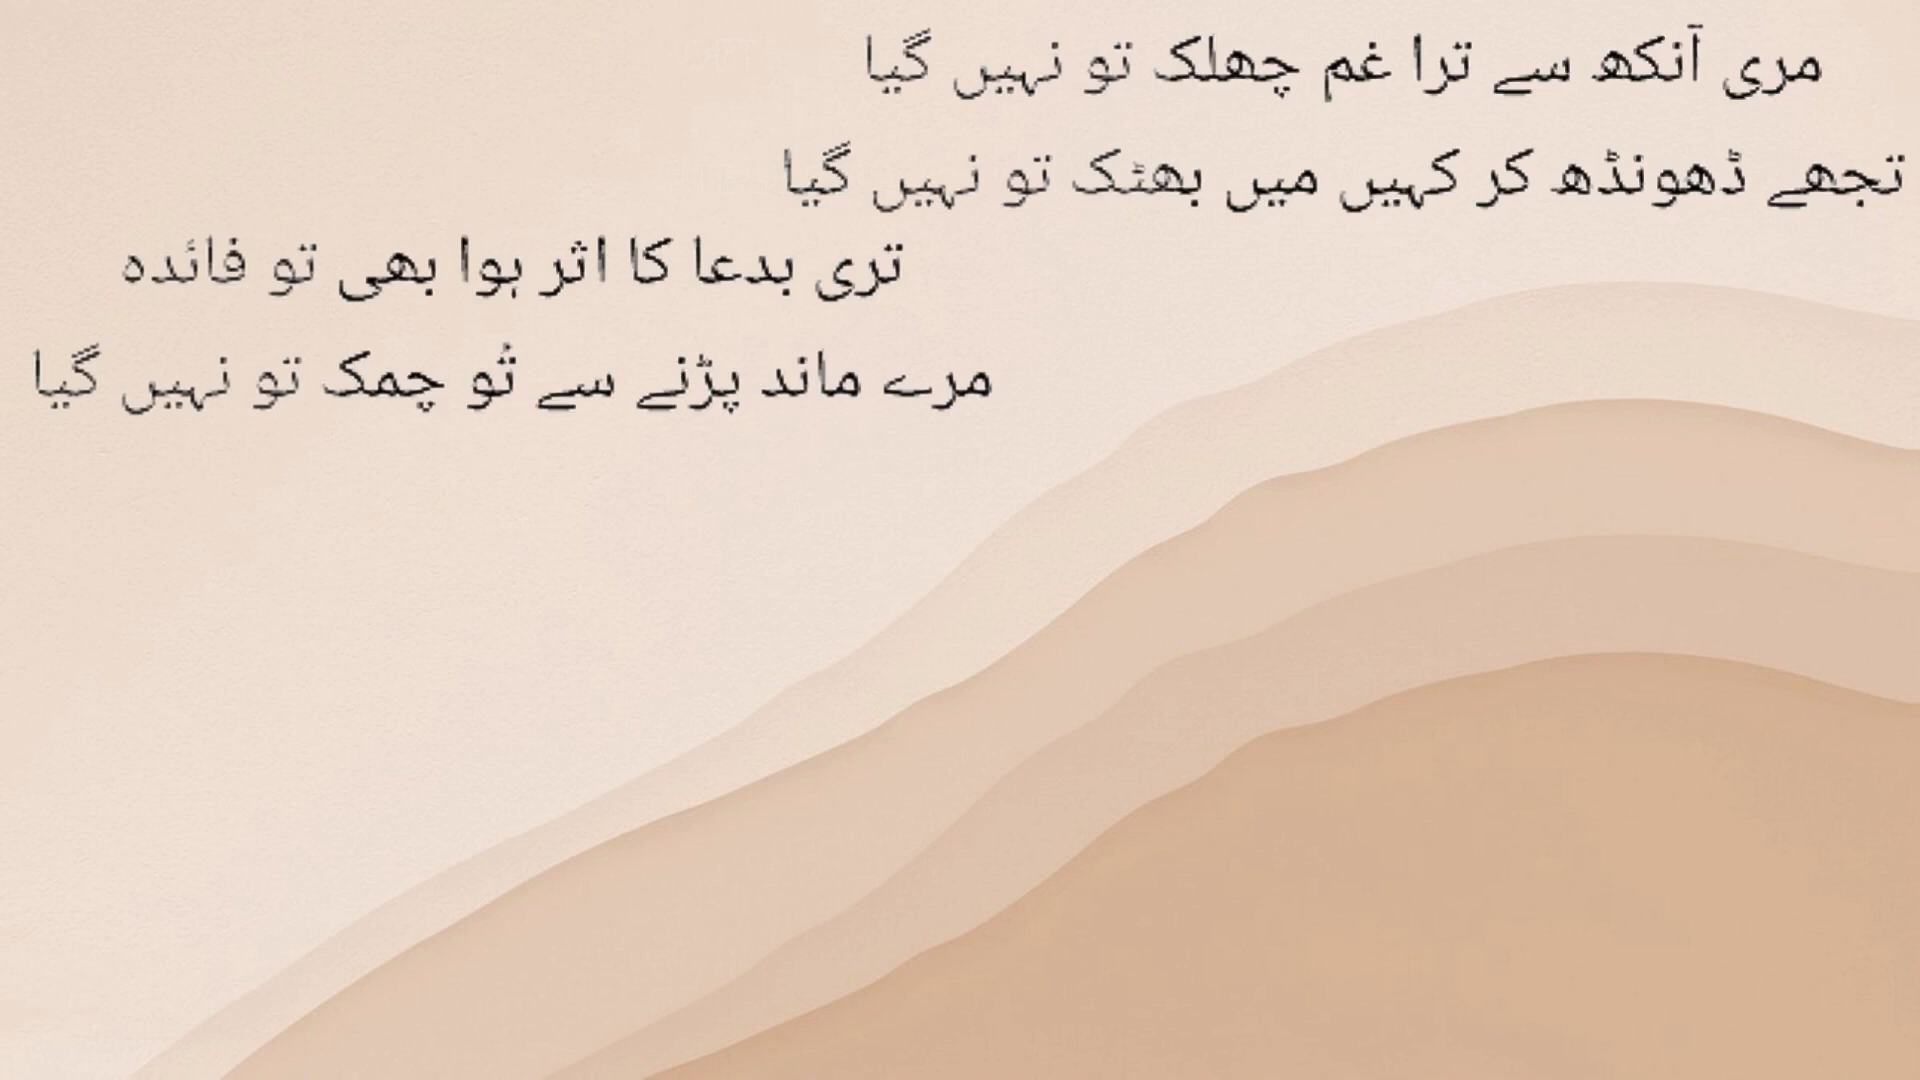 مری آنکھ سے ترا غم چھلک تو نہیں گیا
تجھے ڈھونڈھ کر کہیں میں بھٹک تو نہیں گیا
تری بدعا کا اثر ہوا بھی تو فائدہ
مرے ماند پڑنے سے تُو چمک تو نہیں گیا